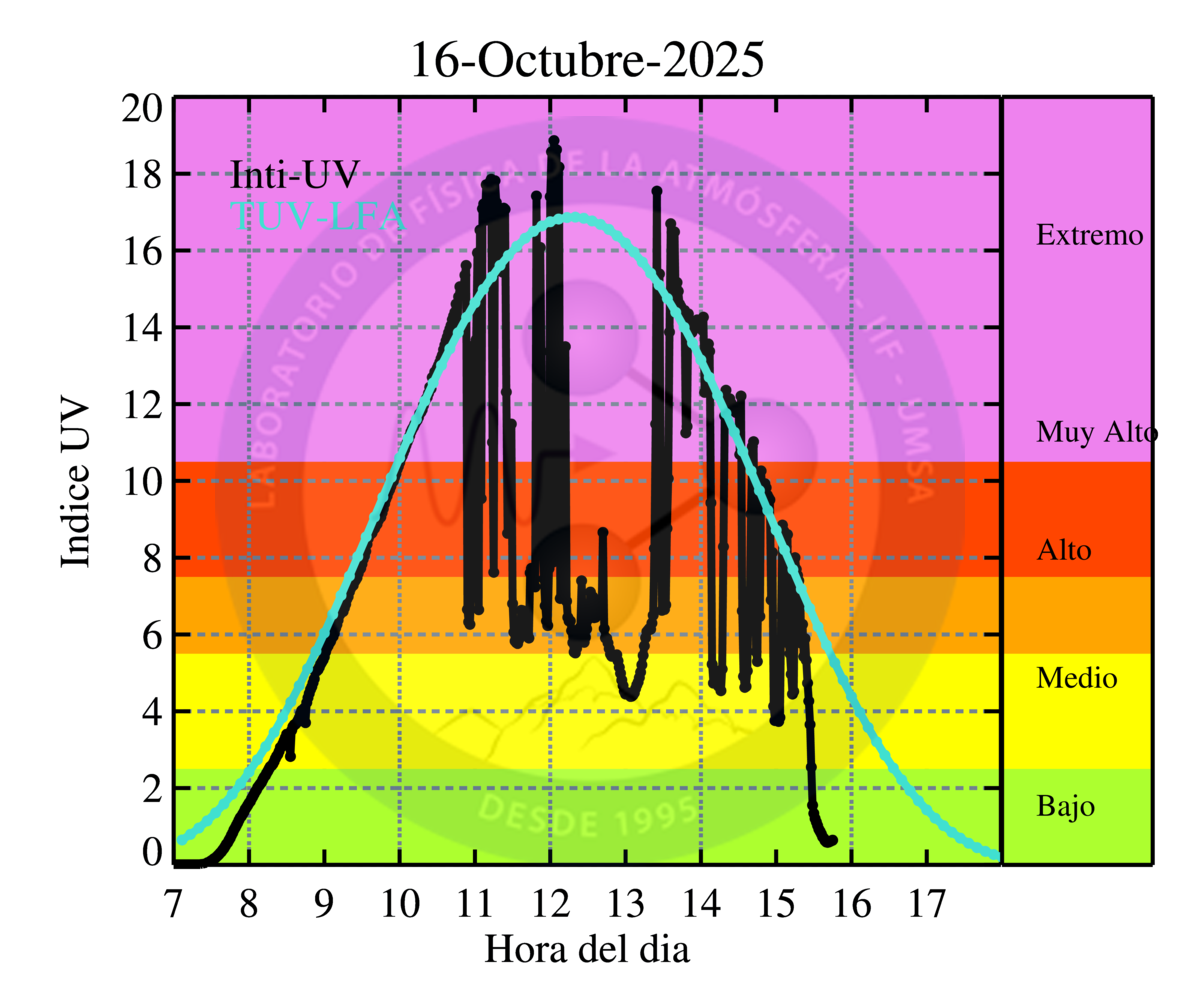 16-Octubre-2025
20
18
16
14
12
10
8
6
4
2
0
Indice UV
Inti-UV
TUV-LFA
LABORATORIO DE FÍSICA DE LA ATMÓSFERA - IIF - UMSA
DESDE 1995
Extremo
Muy Alto
Alto
Medio
Bajo
7 8 9 10 11 12 13 14 15 16 17
Hora del dia